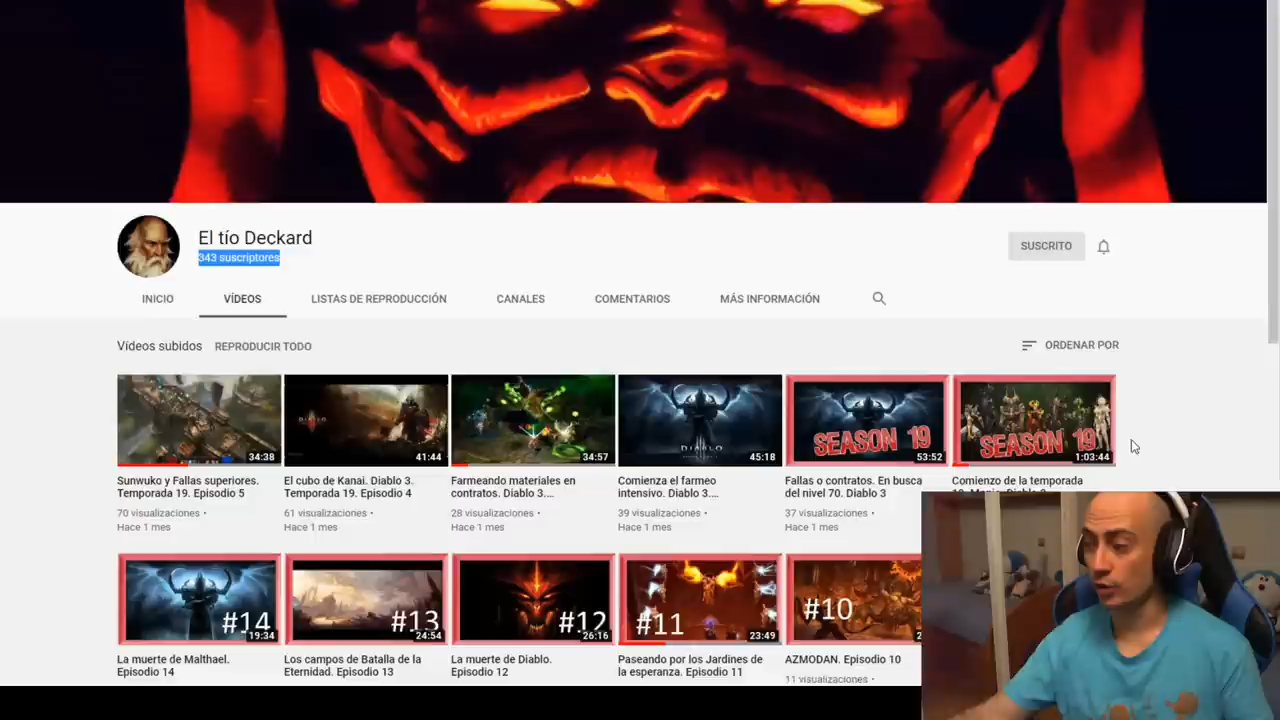 El tío Deckard
343 suscriptores
SUSCRITO
INICIO
VÍDEOS
LISTAS DE REPRODUCCIÓN
CANALES
COMENTARIOS
MÁS INFORMACIÓN
Vídeos subidos
REPRODUCIR TODO
ORDENAR POR
34:38
DIABLO
41:44
34:57
DIABLO
45:18
SEASON 19
53:52
SEASON 19
1:03:44
Sunwuko y Fallas superiores.
Temporada 19. Episodio 5
70 visualizaciones •
Hace 1 mes
El cubo de Kanai. Diablo 3.
Temporada 19. Episodio 4
61 visualizaciones •
Hace 1 mes
Farmeando materiales en
contratos. Diablo 3....
28 visualizaciones •
Hace 1 mes
Comienza el farmeo
intensivo. Diablo 3....
39 visualizaciones •
Hace 1 mes
Fallas o contratos. En busca
del nivel 70. Diablo 3
37 visualizaciones •
Hace 1 mes
Comienzo de la temporada
#14
19:34
#13
24:54
#12
26:16
#11
23:49
#10
La muerte de Malthael.
Episodio 14
Los campos de Batalla de la
Eternidad. Episodio 13
La muerte de Diablo.
Episodio 12
Paseando por los Jardines de
la esperanza. Episodio 11
AZMODAN. Episodio 10
11 visualizaciones •